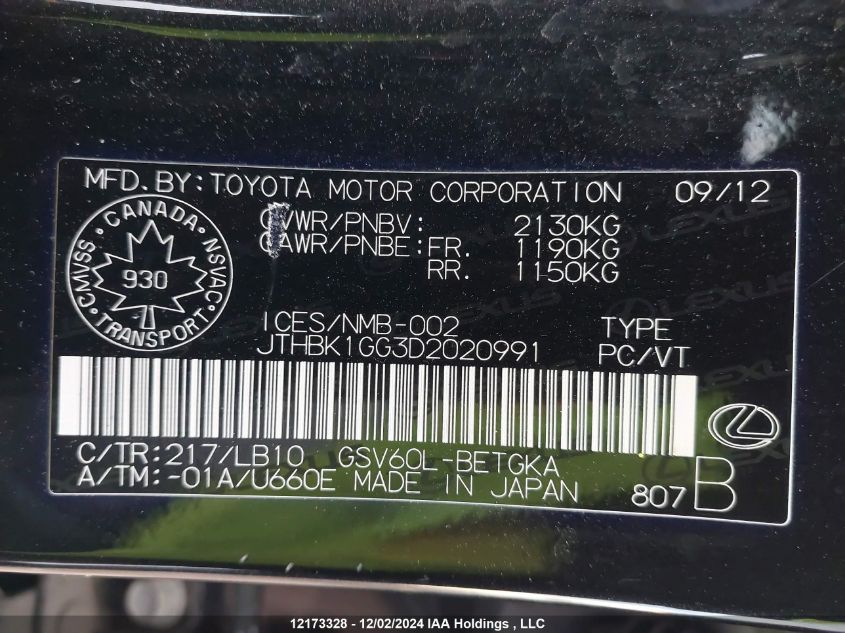 MFD.BY:TOYOTA MOTOR CORPORATION 09/12
GVWR/PNBV: 2130KG
GAWR/PNBE:FR. 1190KG
RR. 1150KG
CANADA
CMVSS • NSVAC
930
TRANSPORT
ICES/NMB-002 TYPE
JTHBK1GG3D2020991 PC/VT
C/TR:217/LB10 GSV60L-BETGKA
A/TM:-01A/U660E MADE IN JAPAN 807 B
12173328 - 12/02/2024 IAA Holdings , LLC